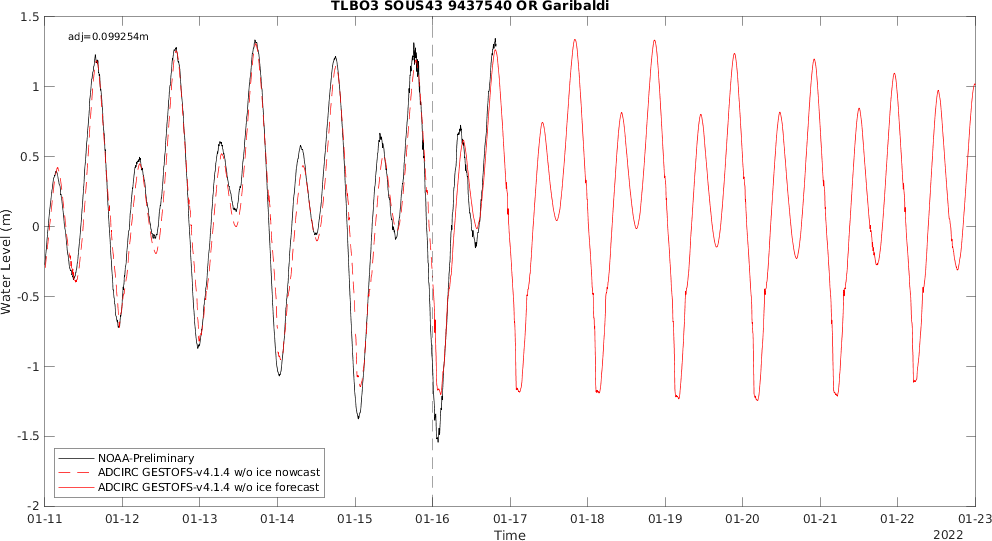 TLBO3 SOUS43 9437540 OR Garibaldi
adj=0.099254m
1.5
1
0.5
0
-0.5
-1
-1.5
-2
Water Level (m)
NOAA-Preliminary
ADCIRC GESTOFS-v4.1.4 w/o ice nowcast
ADCIRC GESTOFS-v4.1.4 w/o ice forecast
01-11 01-12 01-13 01-14 01-15 01-16 01-17 01-18 01-19 01-20 01-21 01-22 01-23
Time
2022